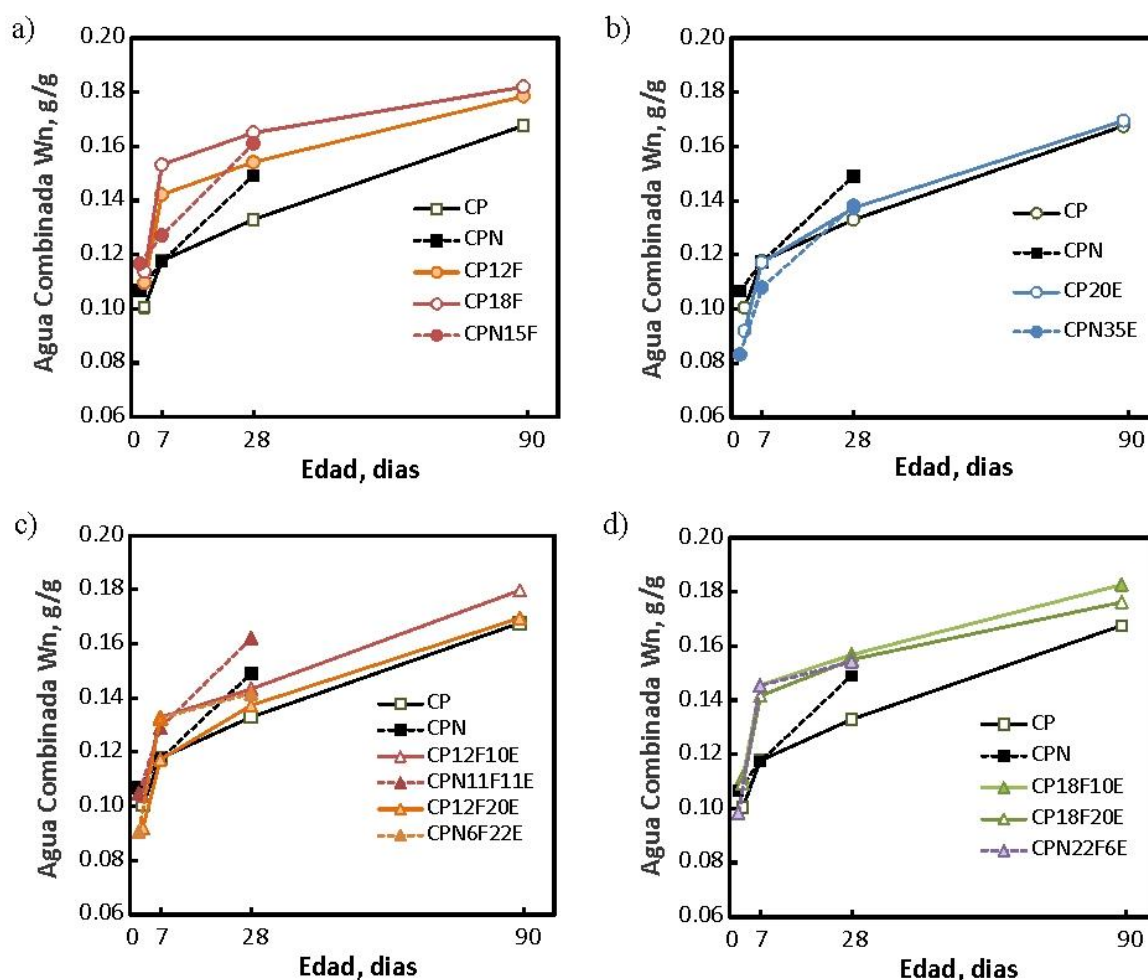 a)
Agua Combinada Wn, g/g
0.20
0.18
0.16
0.14
0.12
0.10
0.08
0.06
0
7
28
90
Edad, dias
CP
CPN
CP12F
CP18F
CPN15F
b)
Agua Combinada Wn, g/g
0.20
0.18
0.16
0.14
0.12
0.10
0.08
0.06
0
7
28
90
Edad, dias
CP
CPN
CP20E
CPN35E
c)
Agua Combinada Wn, g/g
0.20
0.18
0.16
0.14
0.12
0.10
0.08
0.06
0
7
28
90
Edad, dias
CP
CPN
CP12F10E
CPN11F11E
CP12F20E
CPN6F22E
d)
Agua Combinada Wn, g/g
0.20
0.18
0.16
0.14
0.12
0.10
0.08
0.06
0
7
28
90
Edad, dias
CP
CPN
CP18F10E
CP18F20E
CPN22F6E